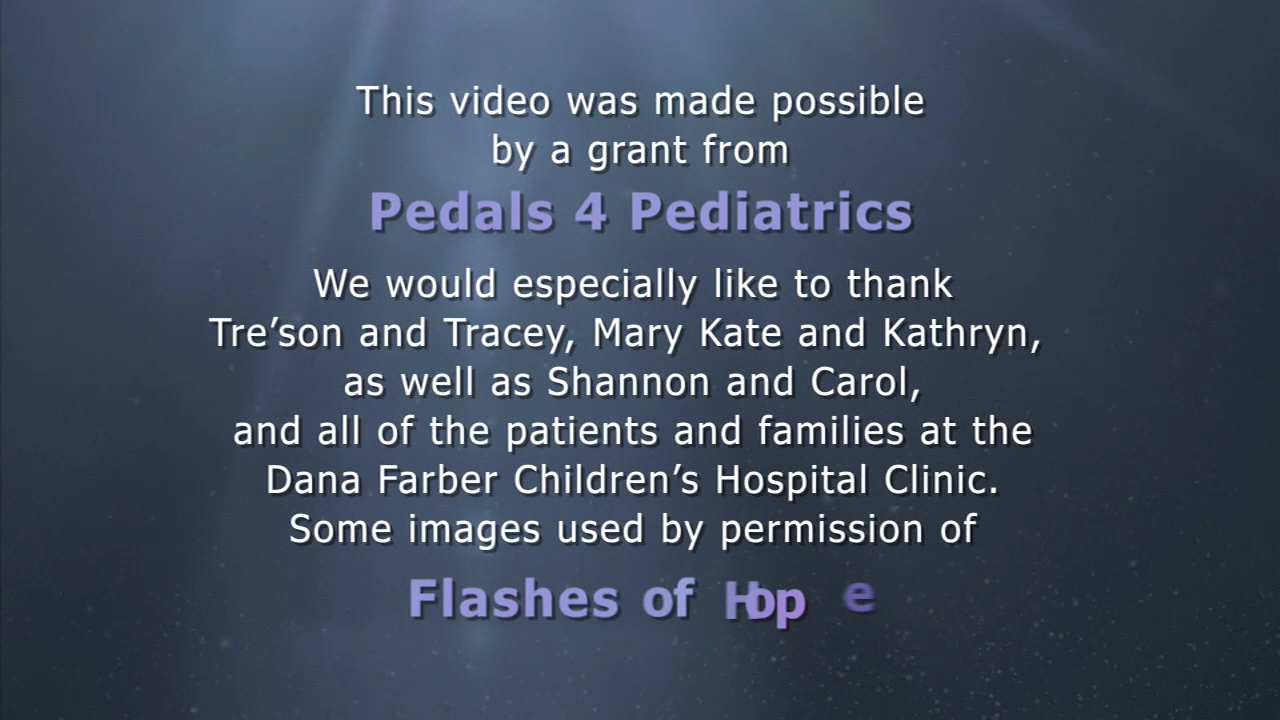 This video was made possible
by a grant from
Pedals 4 Pediatrics
We would especially like to thank
Tre’son and Tracey, Mary Kate and Kathryn,
as well as Shannon and Carol,
and all of the patients and families at the
Dana Farber Children’s Hospital Clinic.
Some images used by permission of
Flashes of Hope